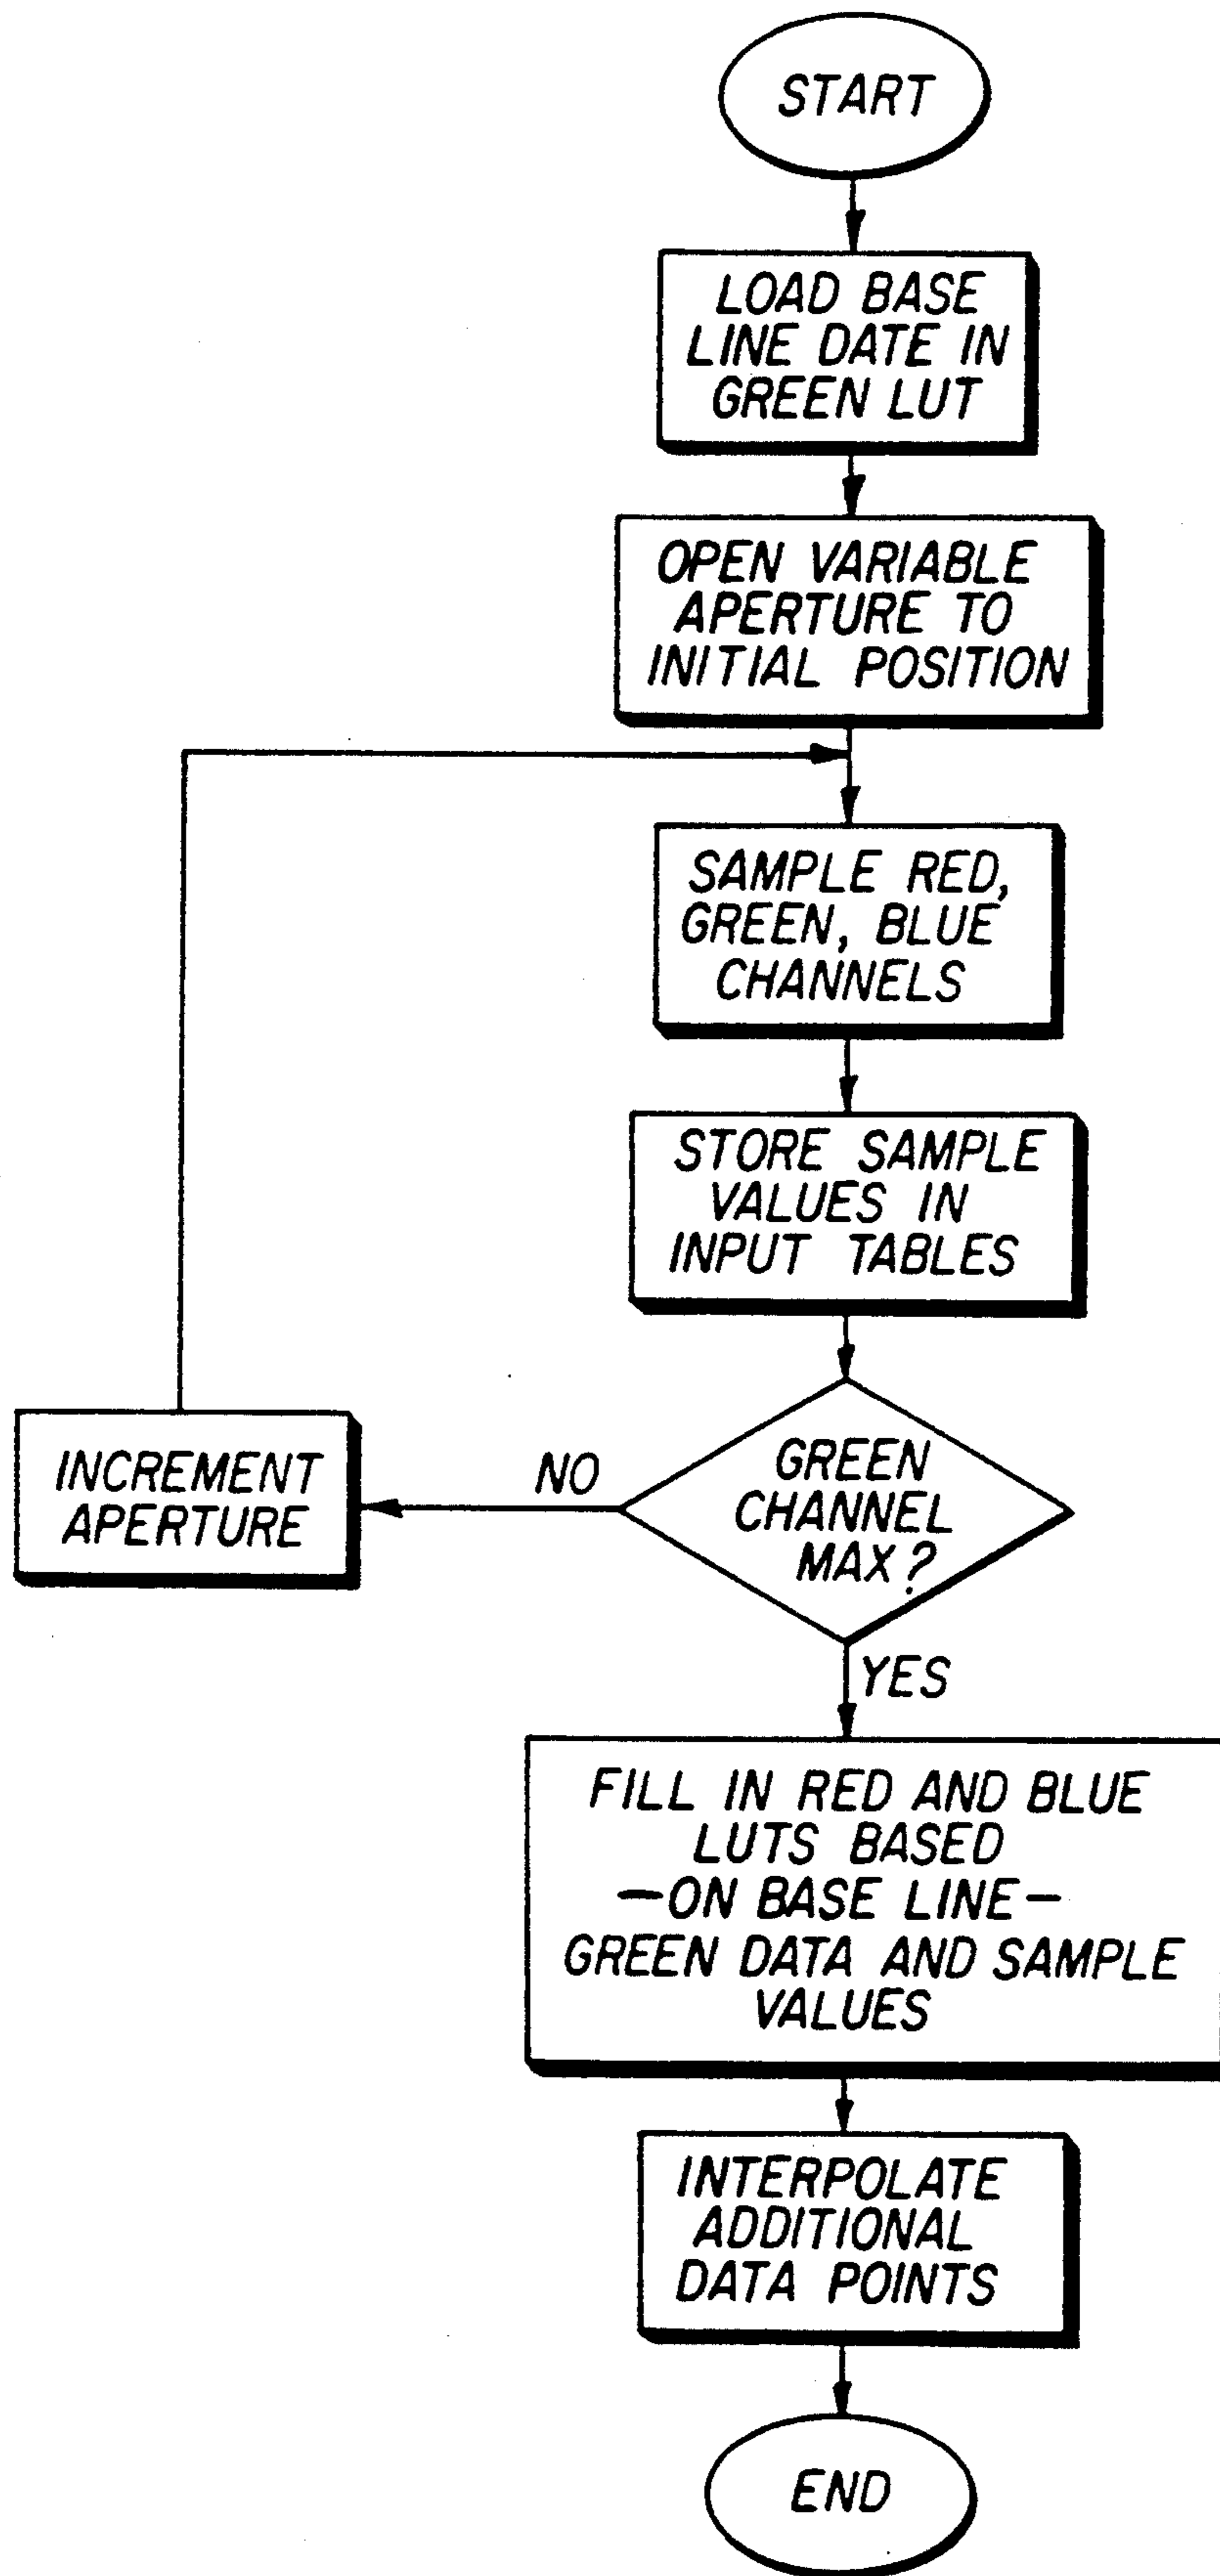 START
LOAD BASE
LINE DATE IN
GREEN LUT
OPEN VARIABLE
APERTURE TO
INITIAL POSITION
SAMPLE RED,
GREEN, BLUE
CHANNELS
STORE SAMPLE
VALUES IN
INPUT TABLES
GREEN
CHANNEL
MAX?
NO
INCREMENT
APERTURE
YES
FILL IN RED AND BLUE
LUTS BASED
—ON BASE LINE—
GREEN DATA AND SAMPLE
VALUES
INTERPOLATE
ADDITIONAL
DATA POINTS
END